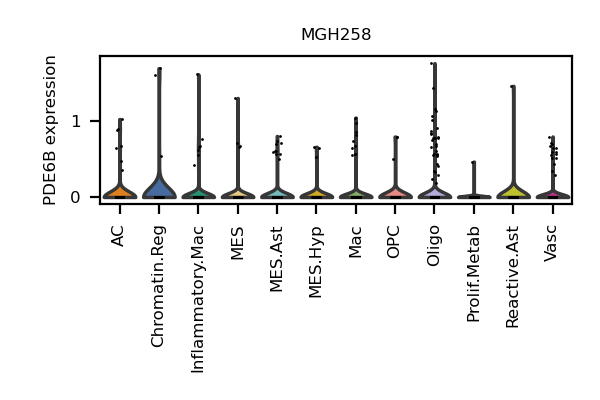 MGH258
PDE6B expression
1
0
AC
Chromatin.Reg
Inflammatory.Mac
MES
MES.Ast
MES.Hyp
Mac
OPC
Oligo
Prolif.Metab
Reactive.Ast
Vasc